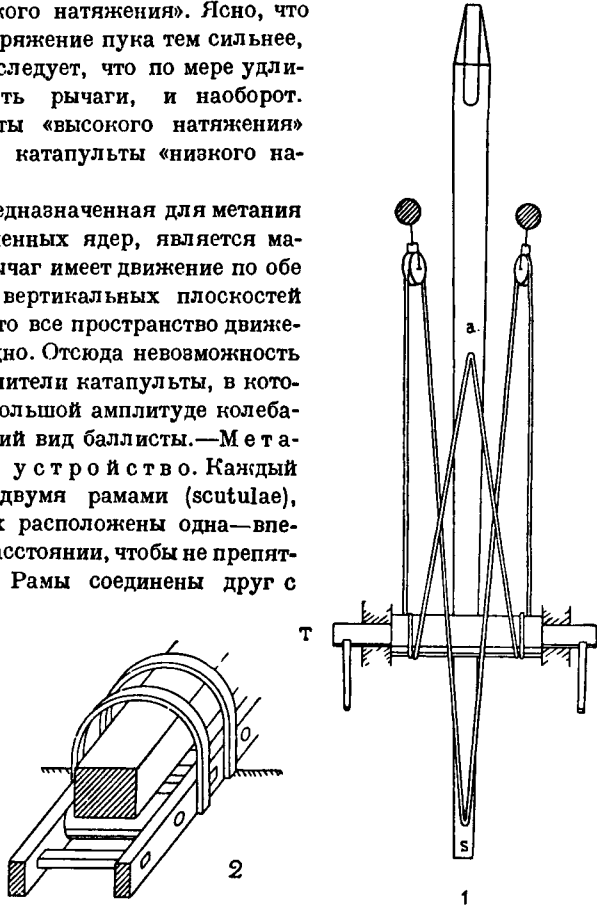 кого натяжения». Ясно, что
ряжение пука тем сильнее,
следует, что по мере удли-
ть рычаги, и наоборот.
ты «высокого натяжения»
катапульты «низкого на-
едназначенная для метания
енных ядер, является ма-
ычаг имеет движение по обе
вертикальных плоскостей
то все пространство движе-
дно. Отсюда невозможность
нители катапульты, в кото-
ольшой амплитуде колеба-
ий вид баллисты.—Мета-
устройство. Каждый
двумя рамами (scutulae),
х расположены одна—впе-
асстоянии, чтобы не препят-
Рамы соединены друг с
a.
T
s
2
1